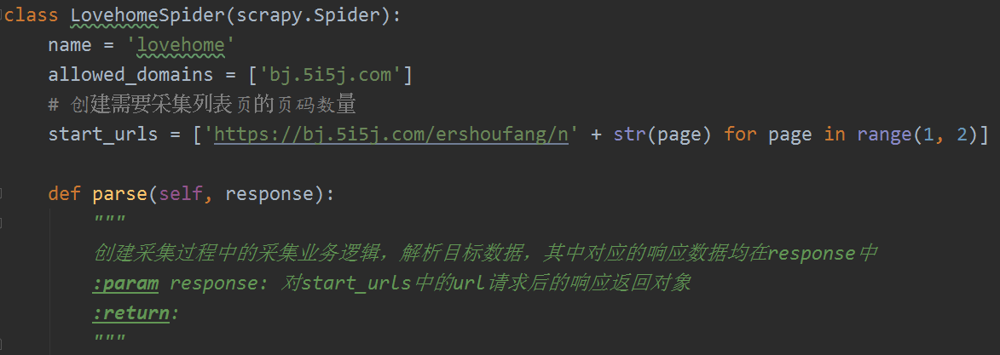 class LovehomeSpider(scrapy.Spider):
    name = 'lovehome'
    allowed_domains = ['bj.5i5j.com']
    # 创建需要采集列表页的页码数量
    start_urls = ['https://bj.5i5j.com/ershoufang/n' + str(page) for page in range(1, 2)]
    def parse(self, response):
        """
        创建采集过程中的采集业务逻辑，解析目标数据，其中对应的响应数据均在response中
        :param response: 对start_urls中的url请求后的响应返回对象
        :return:
        """